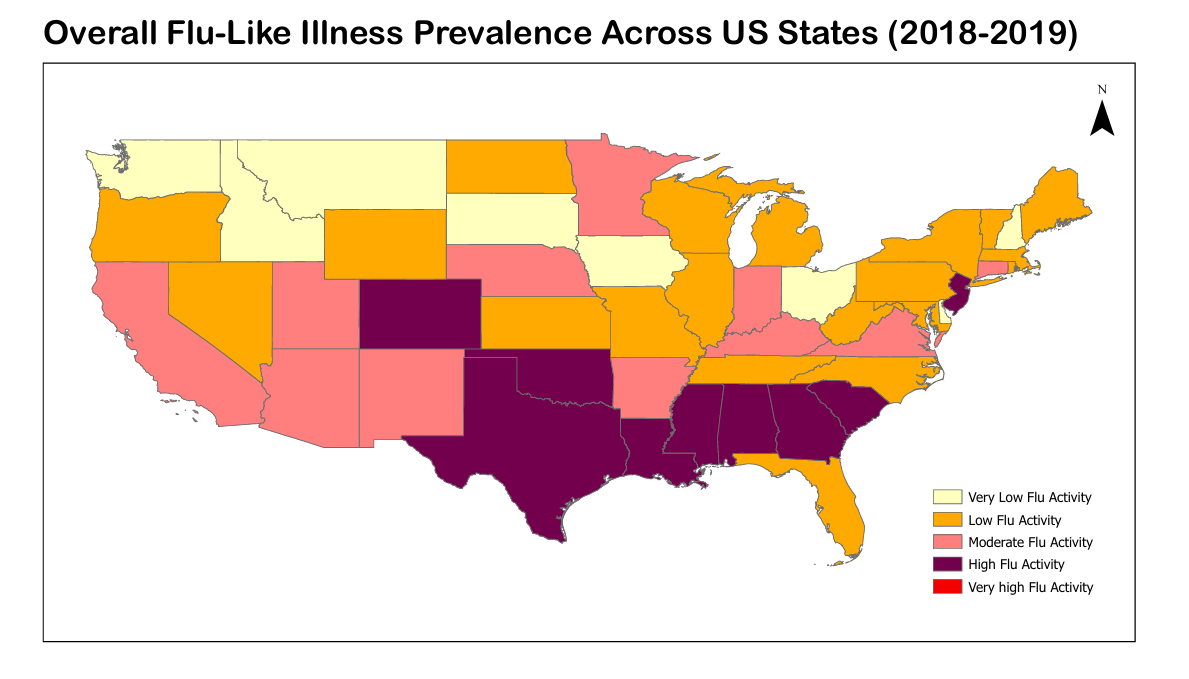 Overall Flu-Like Illness Prevalence Across US States (2018-2019)
N
Very Low Flu Activity
Low Flu Activity
Moderate Flu Activity
High Flu Activity
Very high Flu Activity